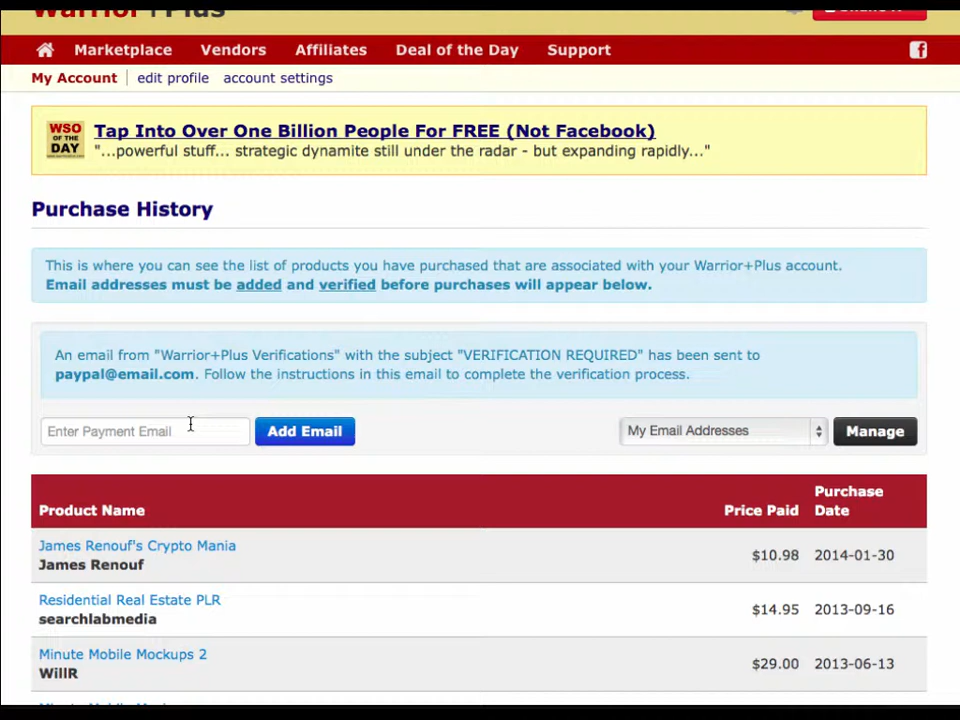 Warrior+Plus
Marketplace Vendors Affiliates Deal of the Day Support
My Account edit profile account settings
WSO OF THE DAY
Tap Into Over One Billion People For FREE (Not Facebook)
"...powerful stuff... strategic dynamite still under the radar - but expanding rapidly..."
Purchase History
This is where you can see the list of products you have purchased that are associated with your Warrior+Plus account.
Email addresses must be added and verified before purchases will appear below.
An email from "Warrior+Plus Verifications" with the subject "VERIFICATION REQUIRED" has been sent to
paypal@email.com. Follow the instructions in this email to complete the verification process.
Enter Payment Email Add Email My Email Addresses Manage
Product Name Price Paid Purchase Date
James Renouf's Crypto Mania $10.98 2014-01-30
James Renouf
Residential Real Estate PLR $14.95 2013-09-16
searchlabmedia
Minute Mobile Mockups 2 $29.00 2013-06-13
WillR